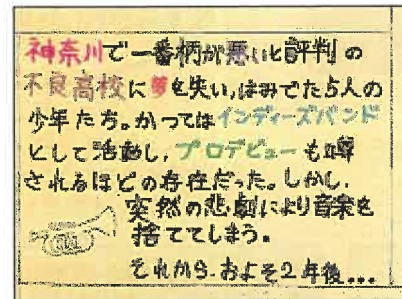 神奈川で一番柄が悪いと評判の
不良高校に夢を失い,はみでた5人の
少年たち。かつてはインディーズバンド
として活動し,プロデビューも噂
されるほどの存在だった。しかし,
突然の悲劇により音楽を
捨ててしまう。
それから、およそ2年後...